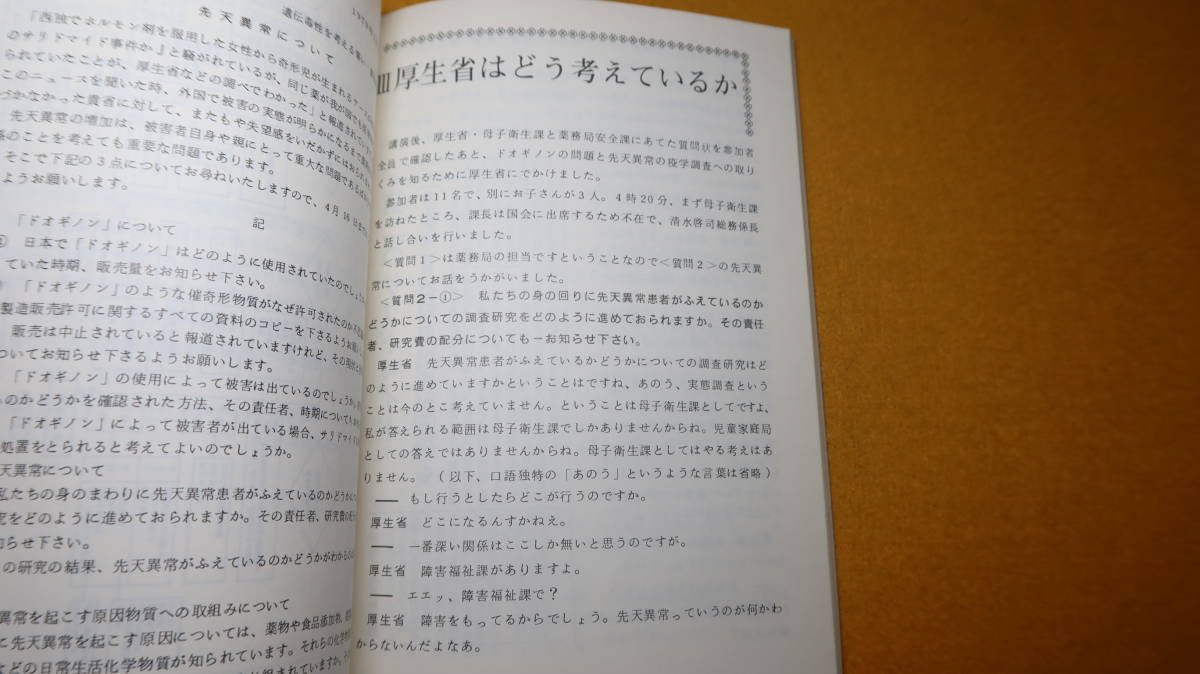 1979年
遺伝毒性を考える集い
先天異常について
「西独でホルモン剤を服用した女性から奇形児が生まれる
のサリドマイド事件か』と騒がれているが、同じ薬が我が国でも
られていたことが、厚生省などの調べでわかった」と報道されてい
このニュースを聞いた時、外国で被害の実態が明らかになるまで
づかなかった貴省に対して、またもや失望感をいだかずにはおられ
先天異常の増加は、被害者自身や親にとって重大な問題である
のことを考えても重要な問題であります。
そこで下記の3点についてお尋ねいたしますので、4月16日
ようお願いします。
記
「ドオギノン」について
日本で「ドオギノン」はどのように使用されていたのでしょう
ていた時期、販売量をお知らせ下さい。
「ドオギノン」のような催奇形物質がなぜ許可されたのか
製造販売許可に関するすべての資料のコピーを下さるよう
販売は中止されていると報道されていますけれど、その
ついてお知らせ下さるようお願いします。
「ドオギノン」の使用によって被害は出ているのでしょうか。
ものかどうかを確認された方法、その責任者、時期について
「ドオギノン」によって被害者が出ている場合、サリドマイド
処置をとられると考えてよいのでしょうか。
天異常について
私たちの身のまわりに先天異常患者がふえているのかどうか
究をどのように進めておられますか。その責任者、研究費の
知らせ下さい。
の研究の結果、先天異常がふえているのかどうかがわかるの
異常を起こす原因物質への取組みについて
に先天異常を起こす原因については、薬物や食品添加物、
などの日常生活化学物質が知られています。それらの化学物
III厚生省はどう考えているか
講演後、厚生省・母子衛生課と薬務局安全課にあてた質問状を参加者
全員で確認したあと、ドオギノンの問題と先天異常の疫学調査への取り
くみを知るために厚生省にでかけました。
参加者は11名で、別にお子さんが3人。4時20分、まず母子衛生課
を訪ねたところ、課長は国会に出席するため不在で、清水啓司総務係長
と話し合いを行いました。
<質問1>は薬務局の担当ですということなので<質問2>の先天異
常についてお話をうかがいました。
<質問2－①>　私たちの身の回りに先天異常患者がふえているのか
どうかについての調査研究をどのように進めておられますか。その責任
者、研究費の配分についてもーお知らせ下さい。
厚生省　先天異常患者がふえているかどうかについての調査研究はど
のように進めていますかということはですね、あのう、実態調査という
ことは今のとこ考えていません。ということは母子衛生課としてですよ、
私が答えられる範囲は母子衛生課でしかありませんからね。児童家庭局
としての答ではありませんからね。母子衛生課としてはやる考えはあ
りません。（以下、口語独特の「あのう」というような言葉は省略）
――　もし行うとしたらどこが行うのですか。
厚生省　どこになるんすかねえ。
――　一番深い関係はここしか無いと思うのですが。
厚生省　障害福祉課がありますよ。
――　エエッ、障害福祉課で？
厚生省　障害をもってるからでしょう。先天異常っていうのが何かわ
からないんだよなあ。